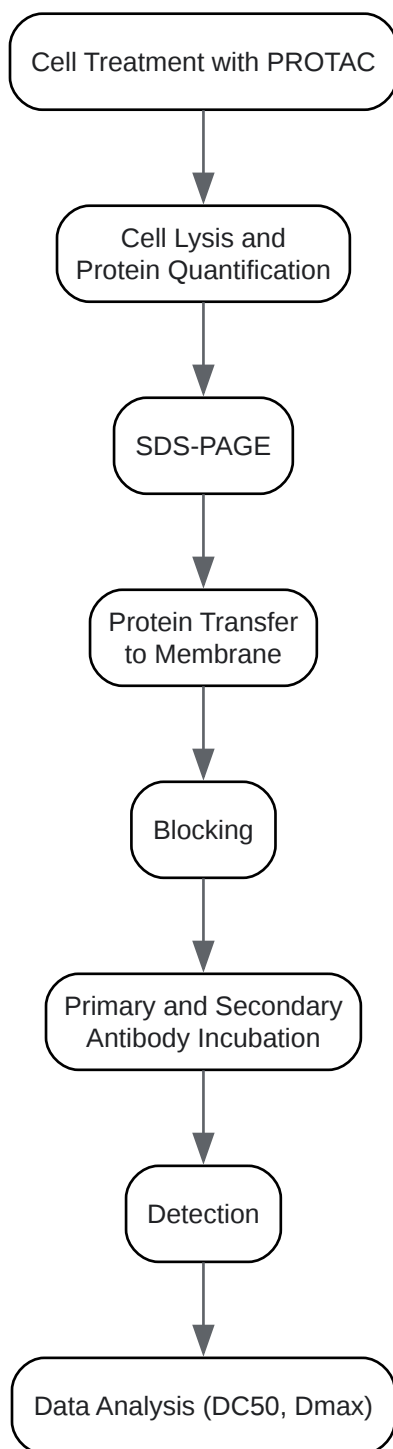 Cell Treatment with PROTAC
Cell Lysis and
Protein Quantification
SDS-PAGE
Protein Transfer
to Membrane
Blocking
Primary and Secondary
Antibody Incubation
Detection
Data Analysis (DC50, Dmax)